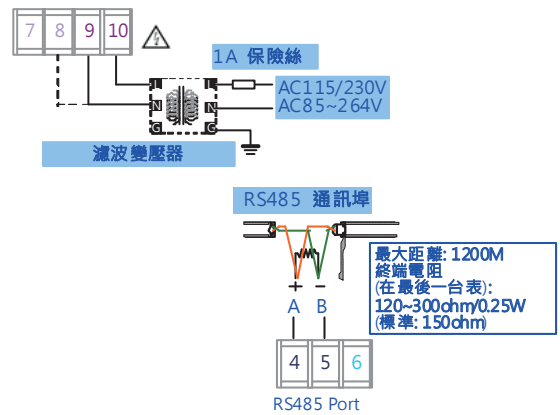 7 8 9 10
1A 保險絲
L L
AC115/230V
N N
AC85~264V
G G
濾波變壓器
RS485 通訊埠
最大距離: 1200M
終端電阻
(在最後一台表):
120~300ohm/0.25W
(標準: 150ohm)
+ −
A B
4 5 6
RS485 Port